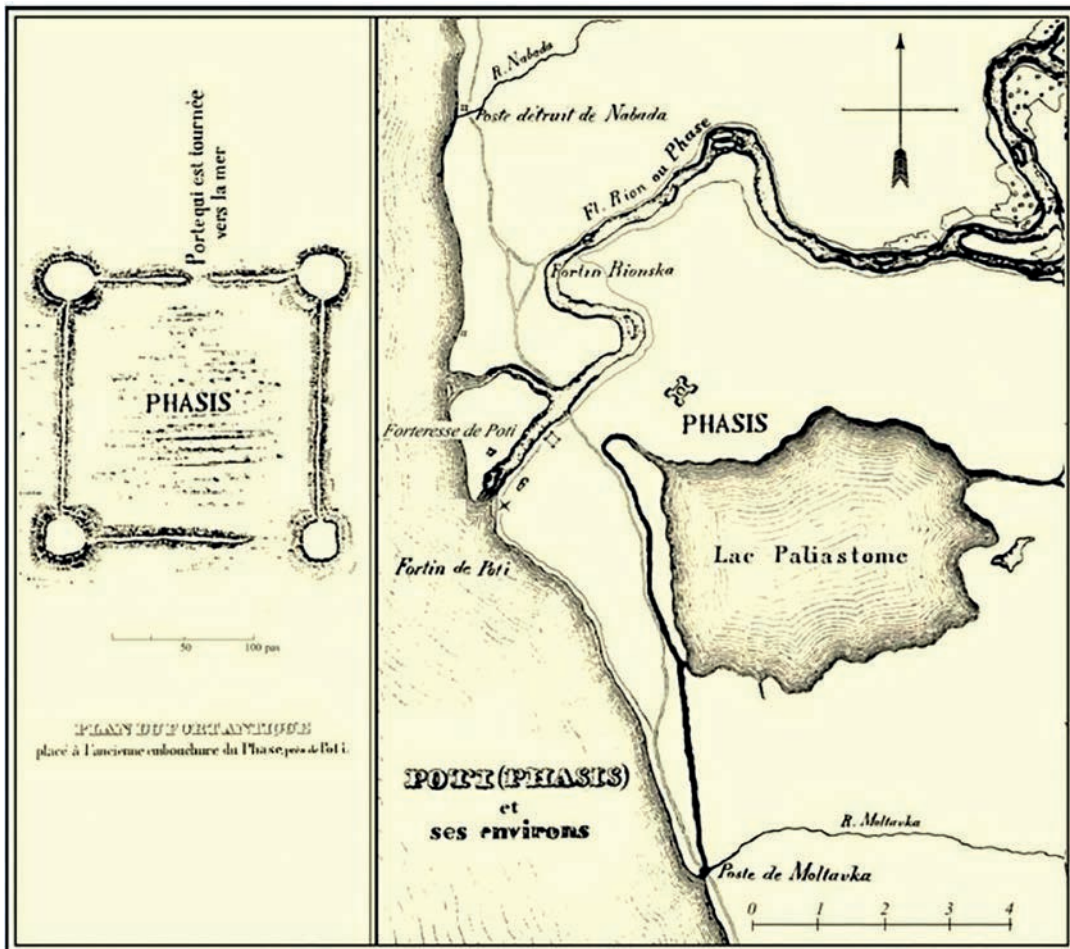 Porte qui est tournée
vers la mer
PHASIS
50 100 pas
PLAN DU FORT ANTIQUE
placé à l'ancienne embouchure du Phase, près de Poti.
R. Nabada
Poste détruit de Nabada
Fl. Rion ou Phase
Fortin Rionska
PHASIS
Forteresse de Poti
Lac Paliastome
Fortin de Poti
POTI (PHASIS)
et
ses environs
R. Moltavka
Poste de Moltavka
0 1 2 3 4